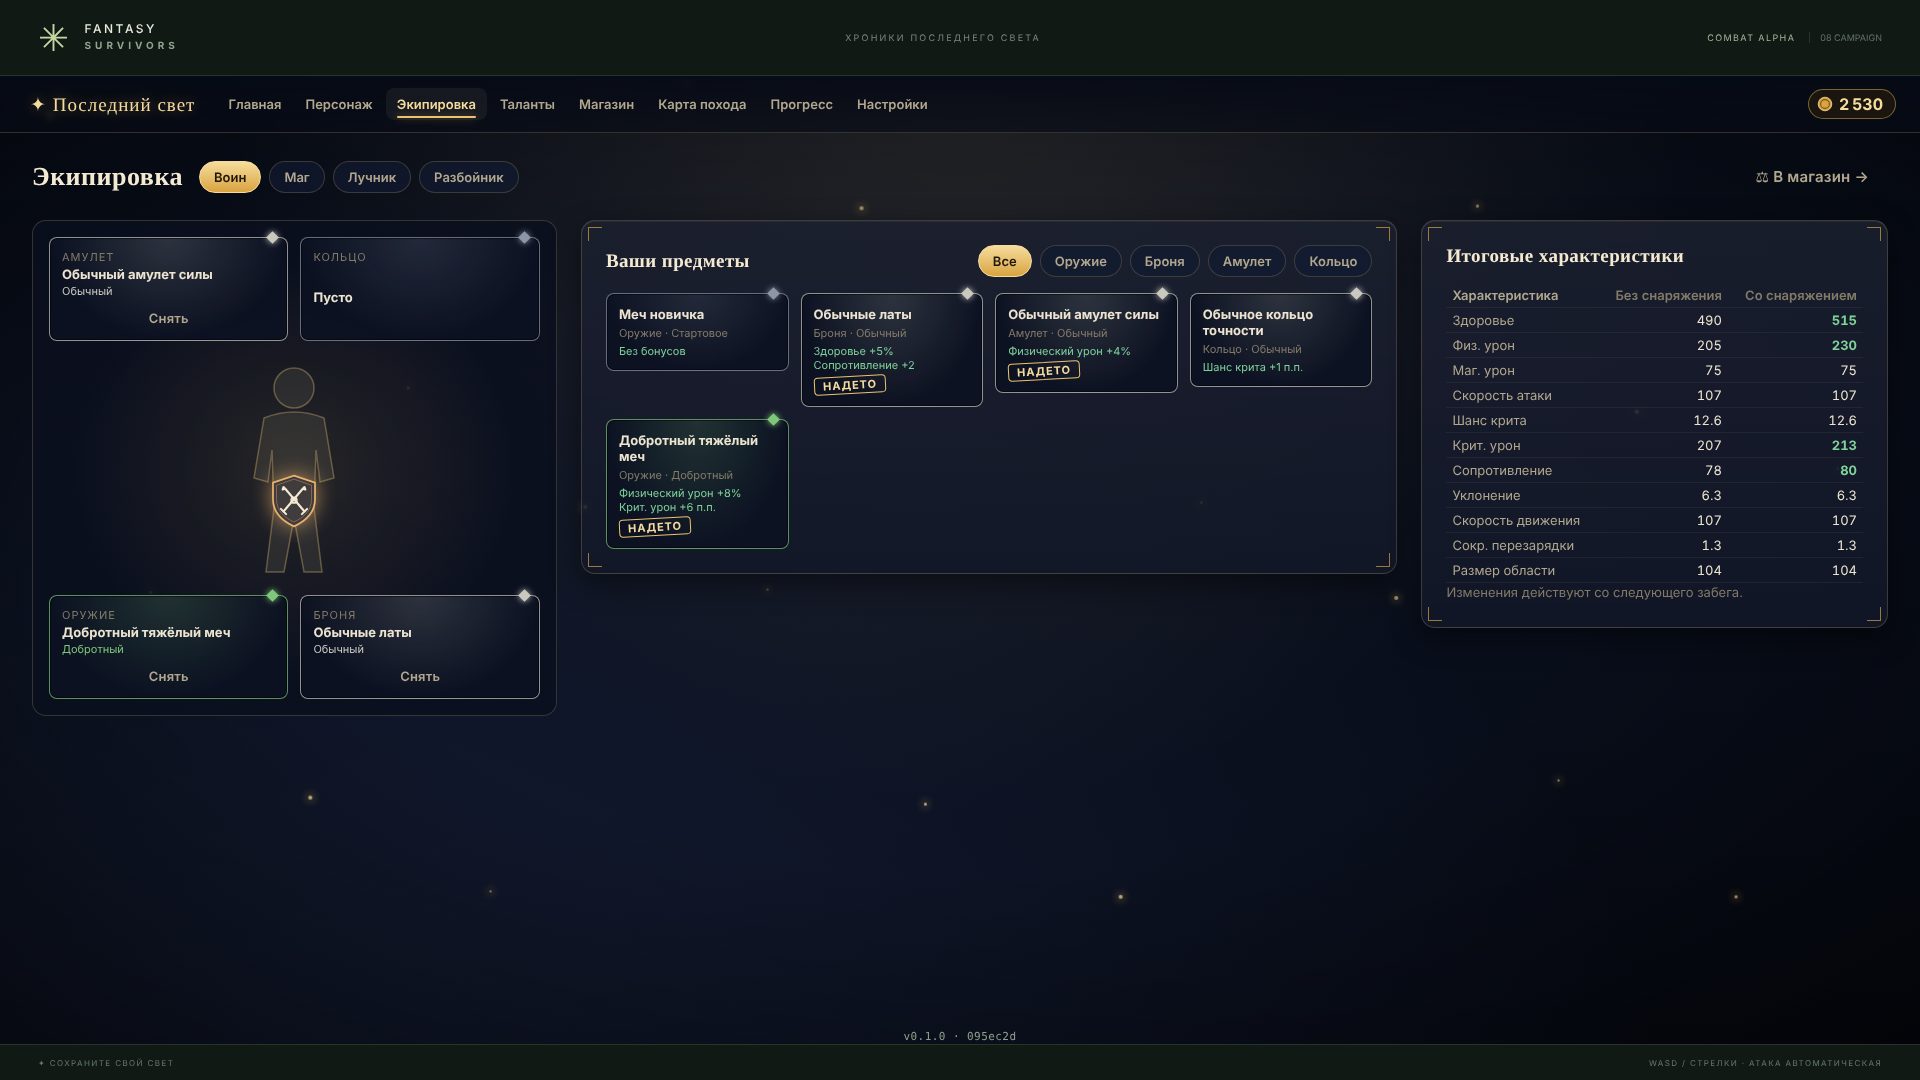 FANTASY
SURVIVORS
ХРОНИКИ ПОСЛЕДНЕГО СВЕТА
COMBAT ALPHA
08 CAMPAIGN
✦ Последний свет
Главная
Персонаж
Экипировка
Таланты
Магазин
Карта похода
Прогресс
Настройки
2 530
Экипировка
Воин
Маг
Лучник
Разбойник
⚖ В магазин →
АМУЛЕТ
Обычный амулет силы
Обычный
Снять
КОЛЬЦО
Пусто
ОРУЖИЕ
Добротный тяжёлый меч
Добротный
Снять
БРОНЯ
Обычные латы
Обычный
Снять
Ваши предметы
Все
Оружие
Броня
Амулет
Кольцо
Меч новичка
Оружие · Стартовое
Без бонусов
Обычные латы
Броня · Обычный
Здоровье +5%
Сопротивление +2
НАДЕТО
Обычный амулет силы
Амулет · Обычный
Физический урон +4%
НАДЕТО
Обычное кольцо
точности
Кольцо · Обычный
Шанс крита +1 п.п.
Добротный тяжёлый
меч
Оружие · Добротный
Физический урон +8%
Крит. урон +6 п.п.
НАДЕТО
Итоговые характеристики
Характеристика Без снаряжения Со снаряжением
Здоровье 490 515
Физ. урон 205 230
Маг. урон 75 75
Скорость атаки 107 107
Шанс крита 12.6 12.6
Крит. урон 207 213
Сопротивление 78 80
Уклонение 6.3 6.3
Скорость движения 107 107
Сокр. перезарядки 1.3 1.3
Размер области 104 104
Изменения действуют со следующего забега.
v0.1.0 · 095ec2d
✦ СОХРАНИТЕ СВОЙ СВЕТ
WASD / СТРЕЛКИ · АТАКА АВТОМАТИЧЕСКАЯ